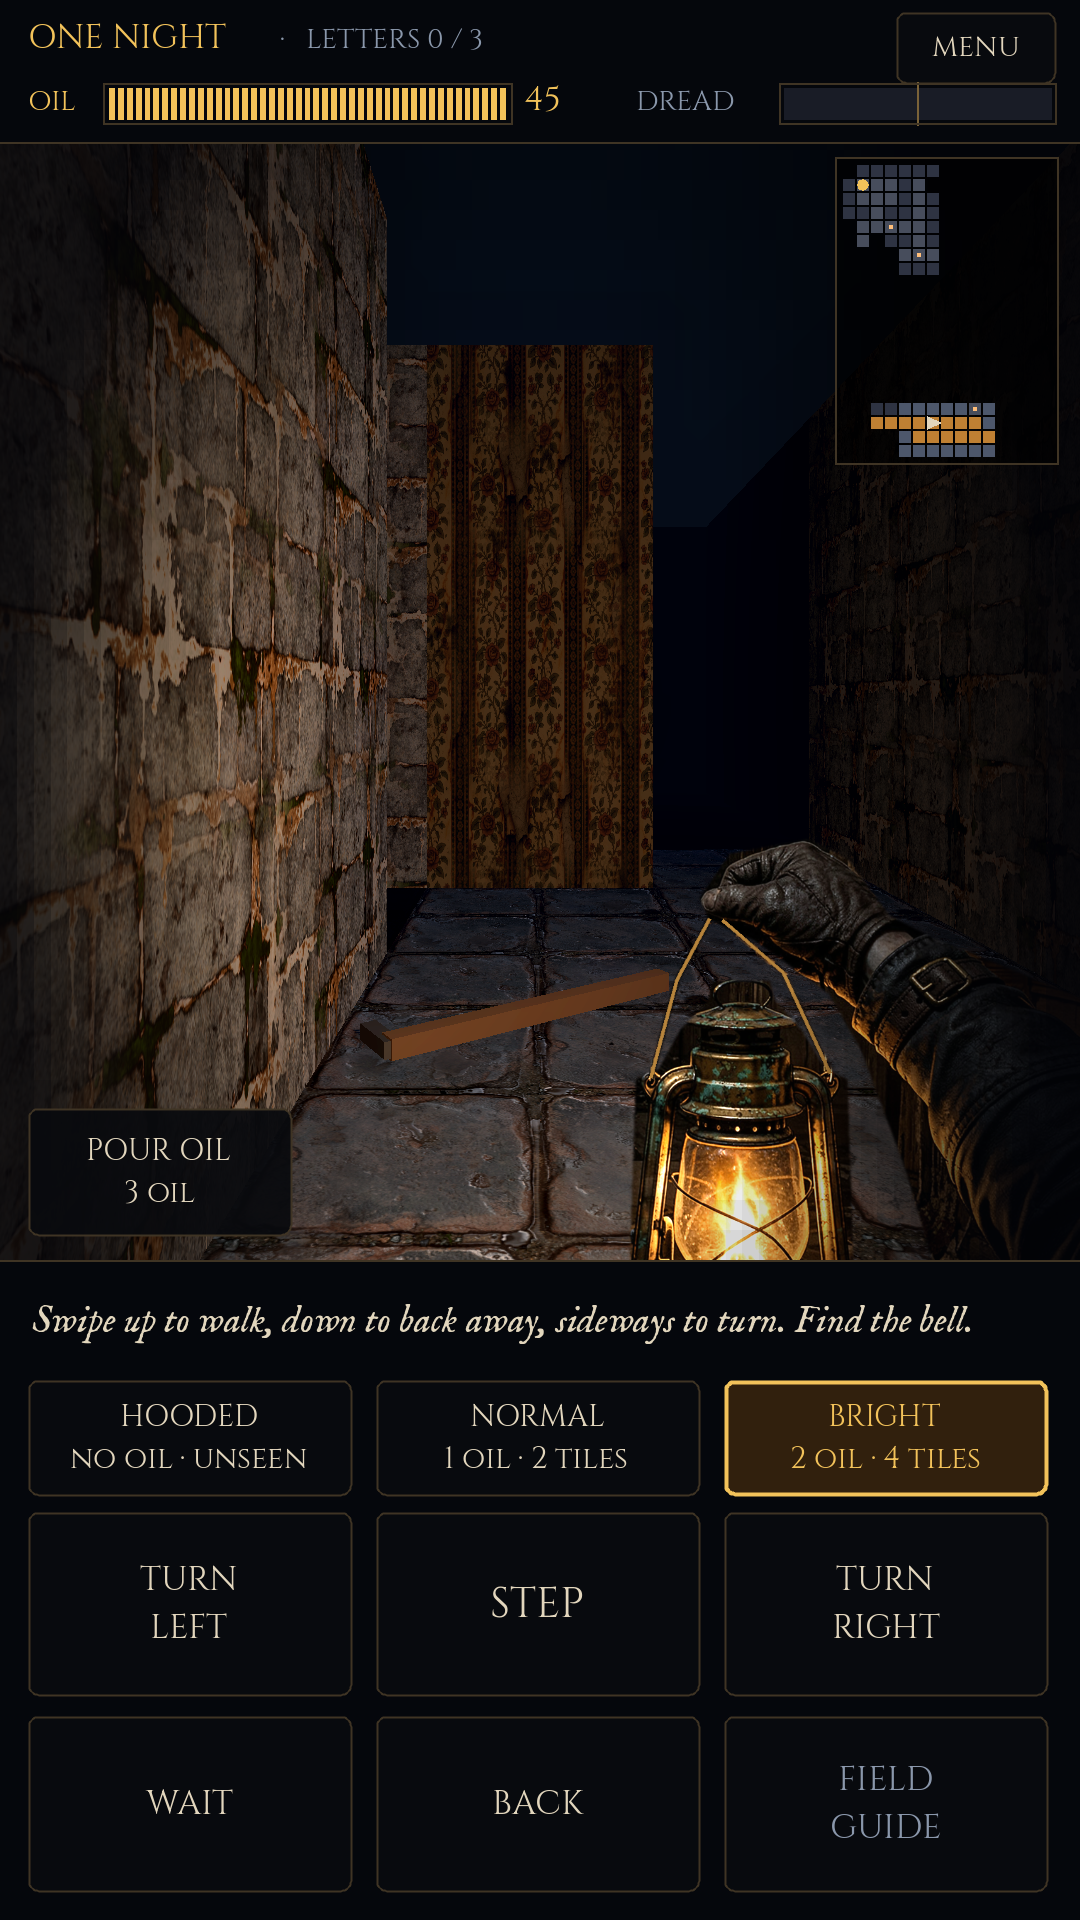 ONE NIGHT · LETTERS 0 / 3
MENU
OIL 45 DREAD
POUR OIL
3 OIL
Swipe up to walk, down to back away, sideways to turn. Find the bell.
HOODED
NO OIL · UNSEEN
NORMAL
1 OIL · 2 TILES
BRIGHT
2 OIL · 4 TILES
TURN
LEFT
STEP
TURN
RIGHT
WAIT
BACK
FIELD
GUIDE